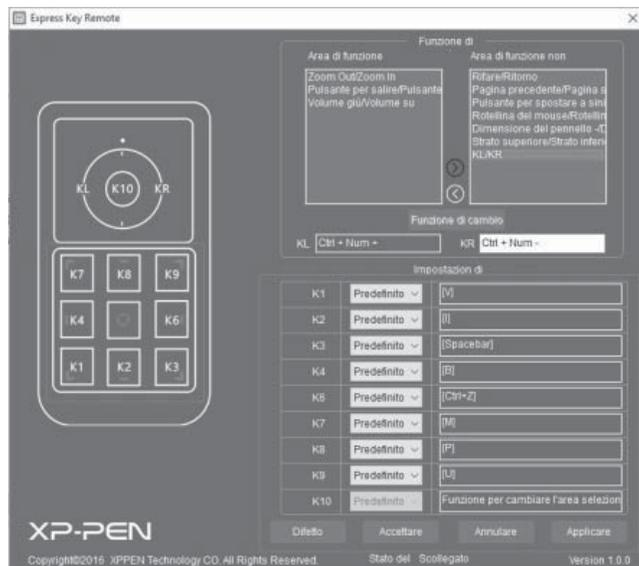 Express Key Remote
Funzione di
Area di funzione
Area di funzione non
Zoom Out/Zoom In
Pulsante per salire/Pulsante
Volume giù/Volume su
Rifare/Ritorno
Pagina precedente/Pagina s
Pulsante per spostare a sini
Rotellina del mouse/Rotellin
Dimensione del pennello -/D
Strato superiore/Strato inferi
KL/KR
Funzione di cambio
KL Ctrl + Num +
KR Ctrl + Num -
KL K10 KR
K7 K8 K9
K4 K6
K1 K2 K3
Impostazion di
K1 Predefinito [V]
K2 Predefinito [I]
K3 Predefinito [Spacebar]
K4 Predefinito [B]
K6 Predefinito [Ctrl+Z]
K7 Predefinito [M]
K8 Predefinito [P]
K9 Predefinito [U]
K10 Predefinito Funzione per cambiare l'area selezion
XP-PEN
Difetto Accettare Annulare Applicare
Copyright©2016 XPPEN Technology CO. All Rights Reserved. Stato del Scollegato Version 1.0.0